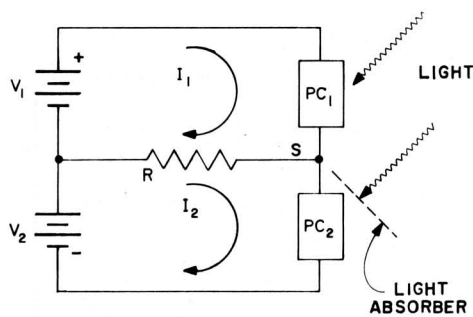 +
V₁
I₁
PC₁
LIGHT
R
S
I₂
V₂
PC₂
-
LIGHT
ABSORBER